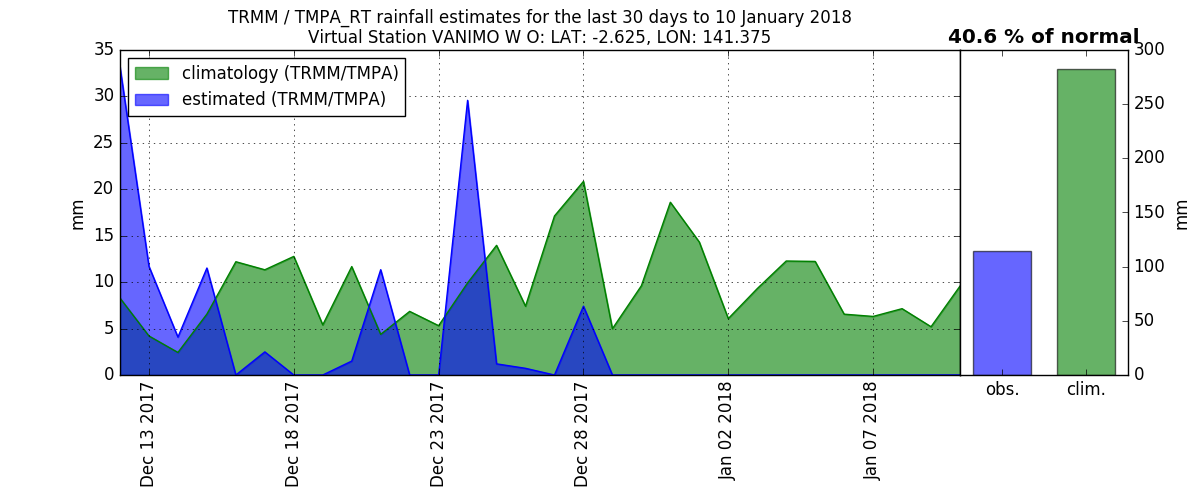 TRMM / TMPA_RT rainfall estimates for the last 30 days to 10 January 2018
Virtual Station VANIMO W O: LAT: -2.625, LON: 141.375
40.6 % of normal
climatology (TRMM/TMPA)
estimated (TRMM/TMPA)
35
30
25
20
15
10
5
0
mm
Dec 13 2017
Dec 18 2017
Dec 23 2017
Dec 28 2017
Jan 02 2018
Jan 07 2018
obs.
clim.
300
250
200
150
100
50
0
mm